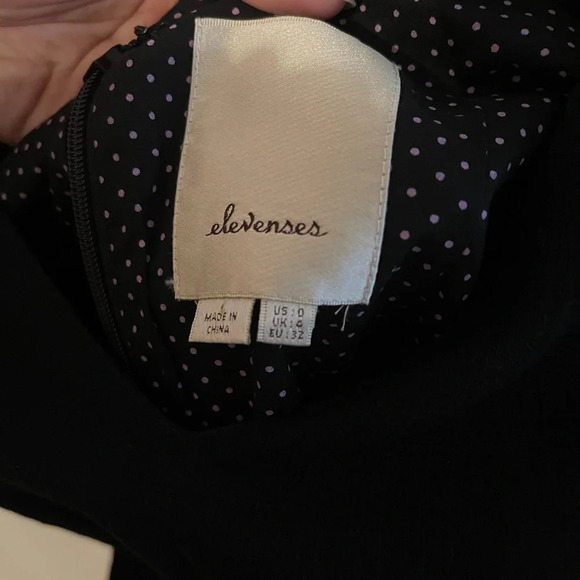 elevenses
MADE IN
CHINA
US:0
UK:4
EU:32